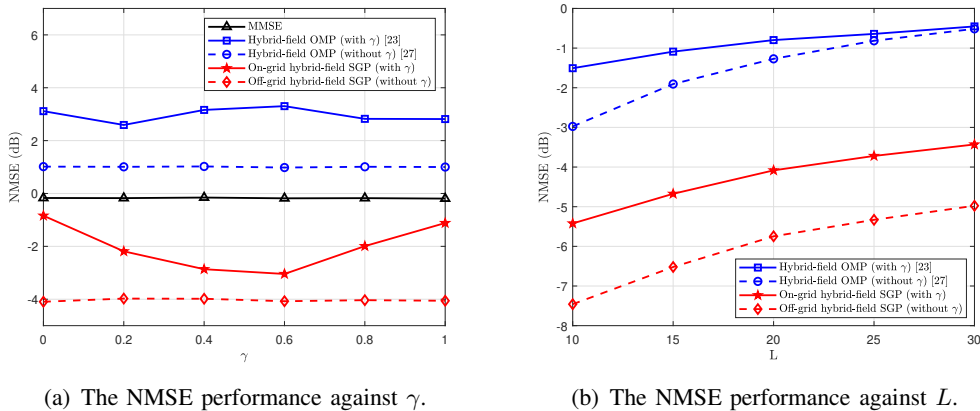 MMSE
Hybrid-field OMP (with γ) [23]
Hybrid-field OMP (without γ) [27]
On-grid hybrid-field SGP (with γ)
Off-grid hybrid-field SGP (without γ)
NMSE (dB)
6
4
2
0
-2
-4
0
0.2
0.4
0.6
0.8
1
γ
(a) The NMSE performance against γ.
NMSE (dB)
0
-1
-2
-3
-4
-5
-6
-7
-8
Hybrid-field OMP (with γ) [23]
Hybrid-field OMP (without γ) [27]
On-grid hybrid-field SGP (with γ)
Off-grid hybrid-field SGP (without γ)
10
15
20
25
30
L
(b) The NMSE performance against L.